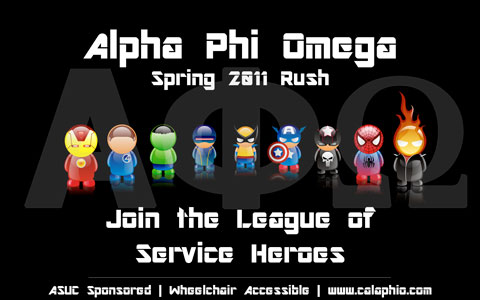 Alpha Phi Omega
Spring 2011 Rush
ΑΦΩ
Join the League of
Service Heroes
ASUC Sponsored | Wheelchair Accessible | www.calaphio.com